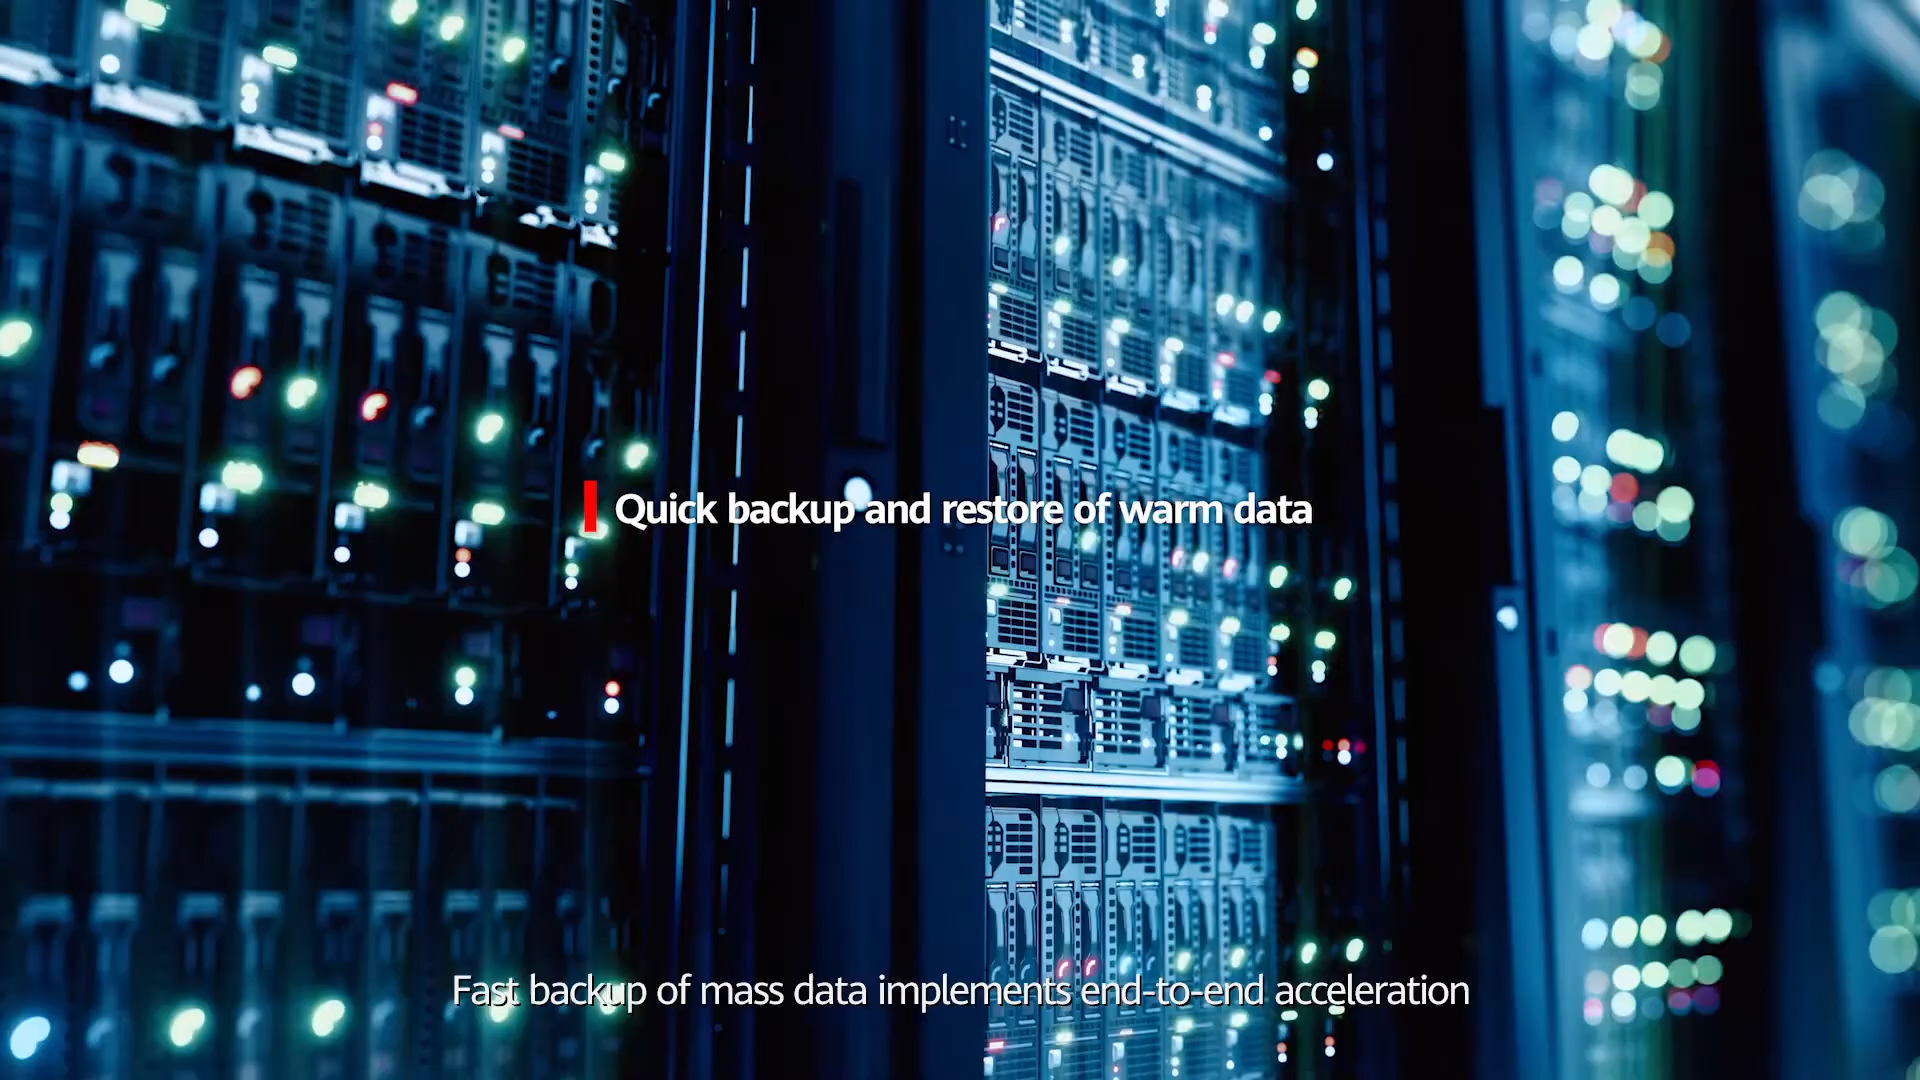 Quick backup and restore of warm data
Fast backup of mass data implements end-to-end acceleration